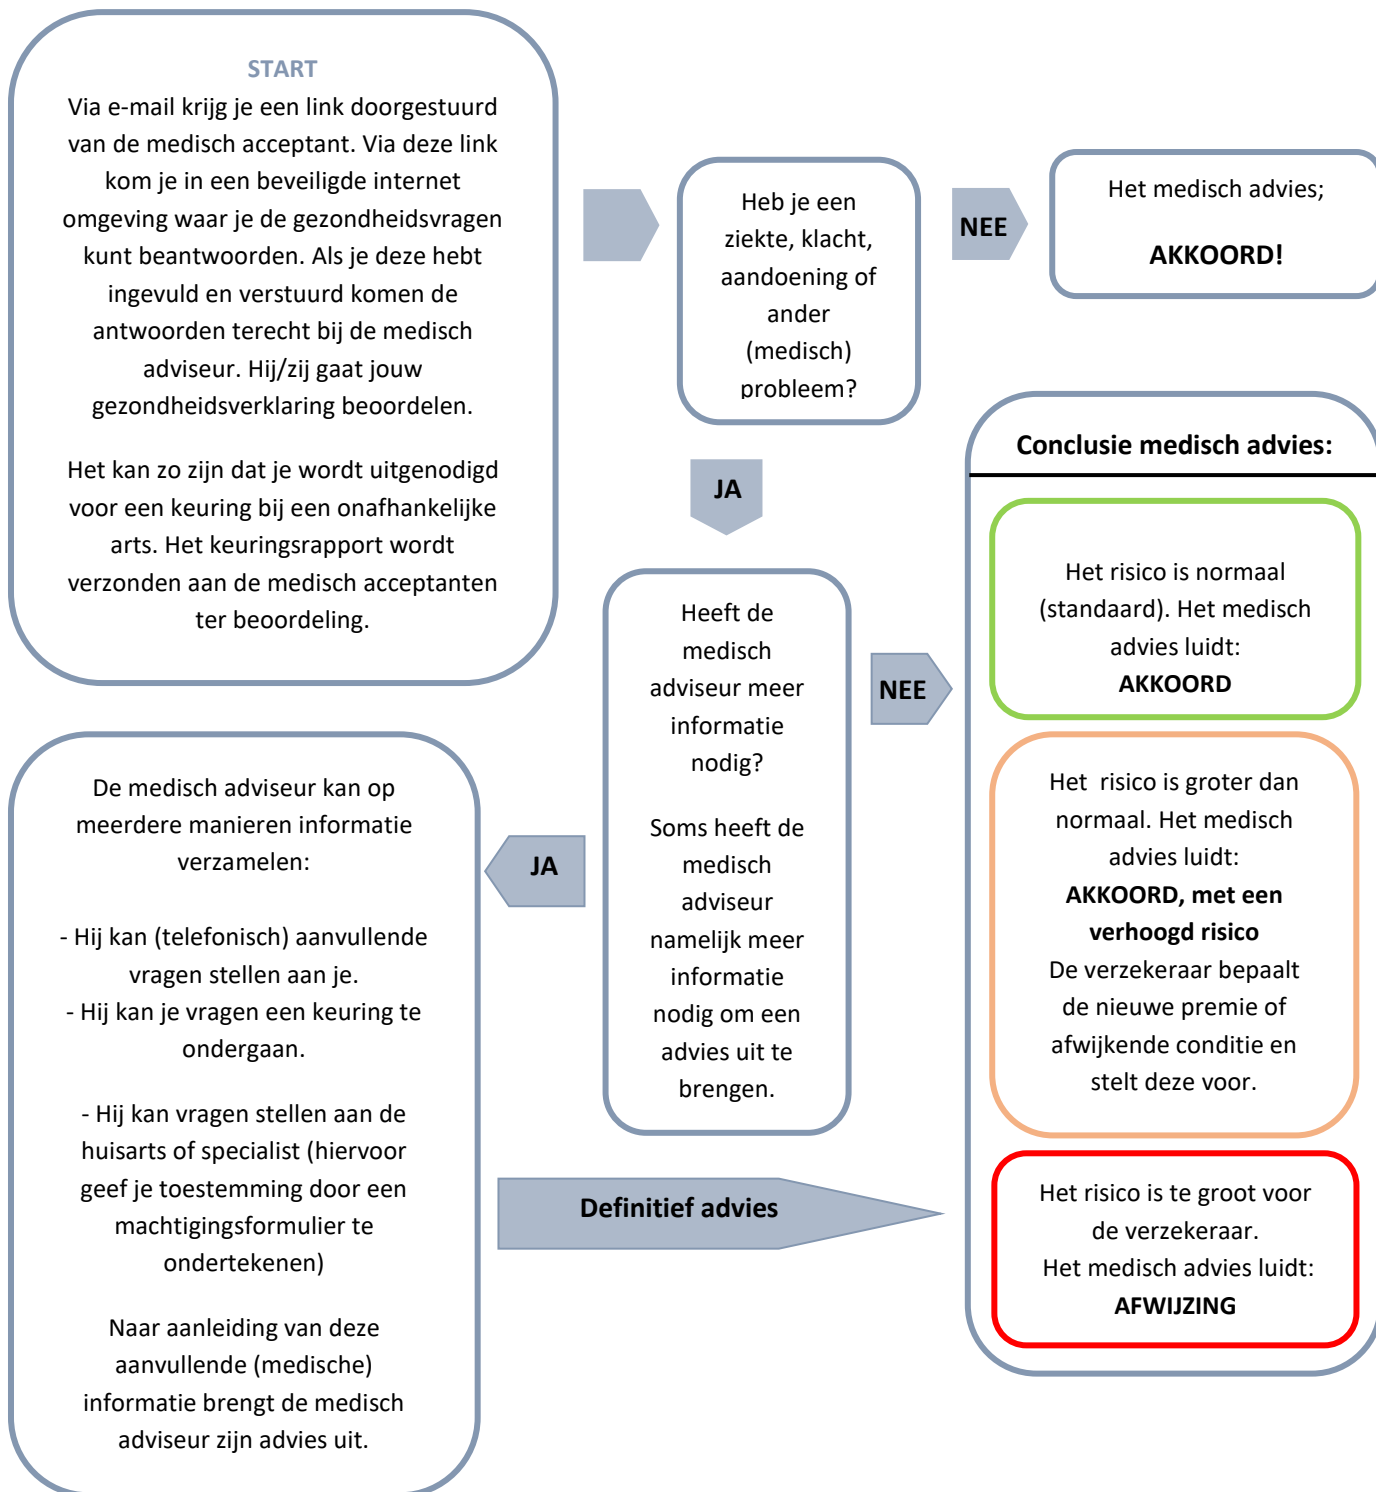 START
Via e-mail krijg je een link doorgestuurd
van de medisch acceptant. Via deze link
kom je in een beveiligde internet
omgeving waar je de gezondheidsvragen
kunt beantwoorden. Als je deze hebt
ingevuld en verstuurd komen de
antwoorden terecht bij de medisch
adviseur. Hij/zij gaat jouw
gezondheidsverklaring beoordelen.
Het kan zo zijn dat je wordt uitgenodigd
voor een keuring bij een onafhankelijke
arts. Het keuringsrapport wordt
verzonden aan de medisch acceptanten
ter beoordeling.
Heb je een
ziekte, klacht,
aandoening of
ander
(medisch)
probleem?
NEE
Het medisch advies;
AKKOORD!
JA
Heeft de
medisch
adviseur meer
informatie
nodig?
Soms heeft de
medisch
adviseur
namelijk meer
informatie
nodig om een
advies uit te
brengen.
NEE
Conclusie medisch advies:
Het risico is normaal
(standaard). Het medisch
advies luidt:
AKKOORD
Het  risico is groter dan
normaal. Het medisch
advies luidt:
AKKOORD, met een
verhoogd risico
De verzekeraar bepaalt
de nieuwe premie of
afwijkende conditie en
stelt deze voor.
Het risico is te groot voor
de verzekeraar.
Het medisch advies luidt:
AFWIJZING
JA
De medisch adviseur kan op
meerdere manieren informatie
verzamelen:
- Hij kan (telefonisch) aanvullende
vragen stellen aan je.
- Hij kan je vragen een keuring te
ondergaan.
- Hij kan vragen stellen aan de
huisarts of specialist (hiervoor
geef je toestemming door een
machtigingsformulier te
ondertekenen)
Naar aanleiding van deze
aanvullende (medische)
informatie brengt de medisch
adviseur zijn advies uit.
Definitief advies